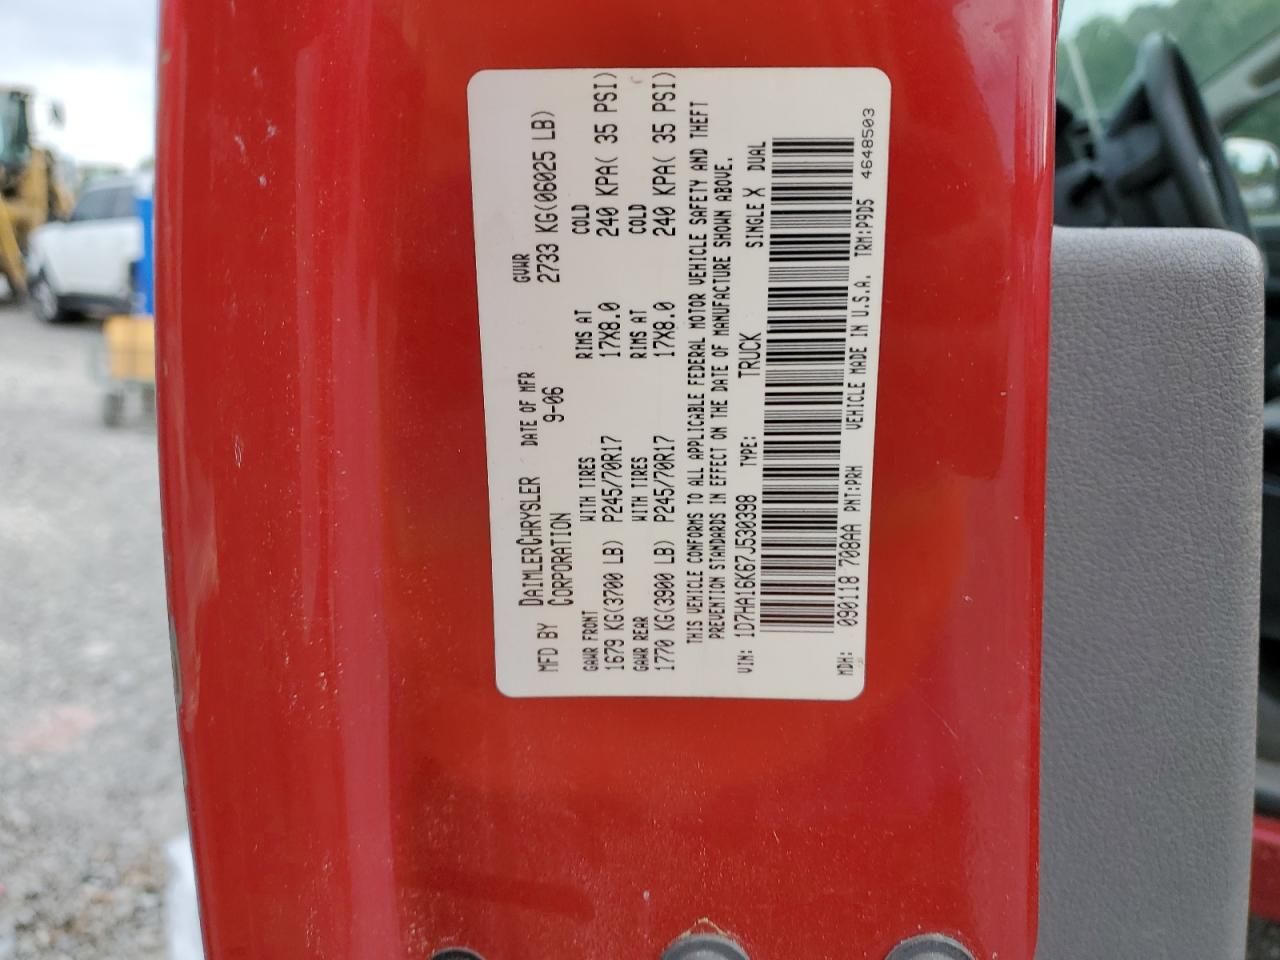 MFD BY DAIMLERCHRYSLER CORPORATION DATE OF MFR 9-06 GVWR 2733 KG(06025 LB)
GAWR FRONT WITH TIRES RIMS AT COLD
1679 KG(3700 LB) P245/70R17 17X8.0 240 KPA( 35 PSI)
GAWR REAR WITH TIRES RIMS AT COLD
1770 KG(3900 LB) P245/70R17 17X8.0 240 KPA( 35 PSI)
THIS VEHICLE CONFORMS TO ALL APPLICABLE FEDERAL MOTOR VEHICLE SAFETY AND THEFT
PREVENTION STANDARDS IN EFFECT ON THE DATE OF MANUFACTURE SHOWN ABOVE.
VIN: 1D7HA16K67J530398 TYPE: TRUCK SINGLE X DUAL
MDH: 090118 708AA PNT:PRH VEHICLE MADE IN U.S.A. TRM:P9D5 4648503